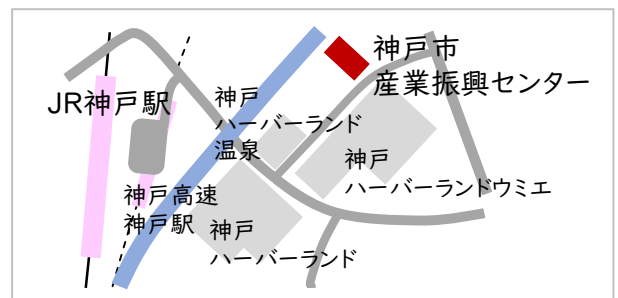 神戸市
産業振興センター
JR神戸駅
神戸
ハーバーランド
温泉
神戸
ハーバーランドウミエ
神戸高速
神戸駅
神戸
ハーバーランド